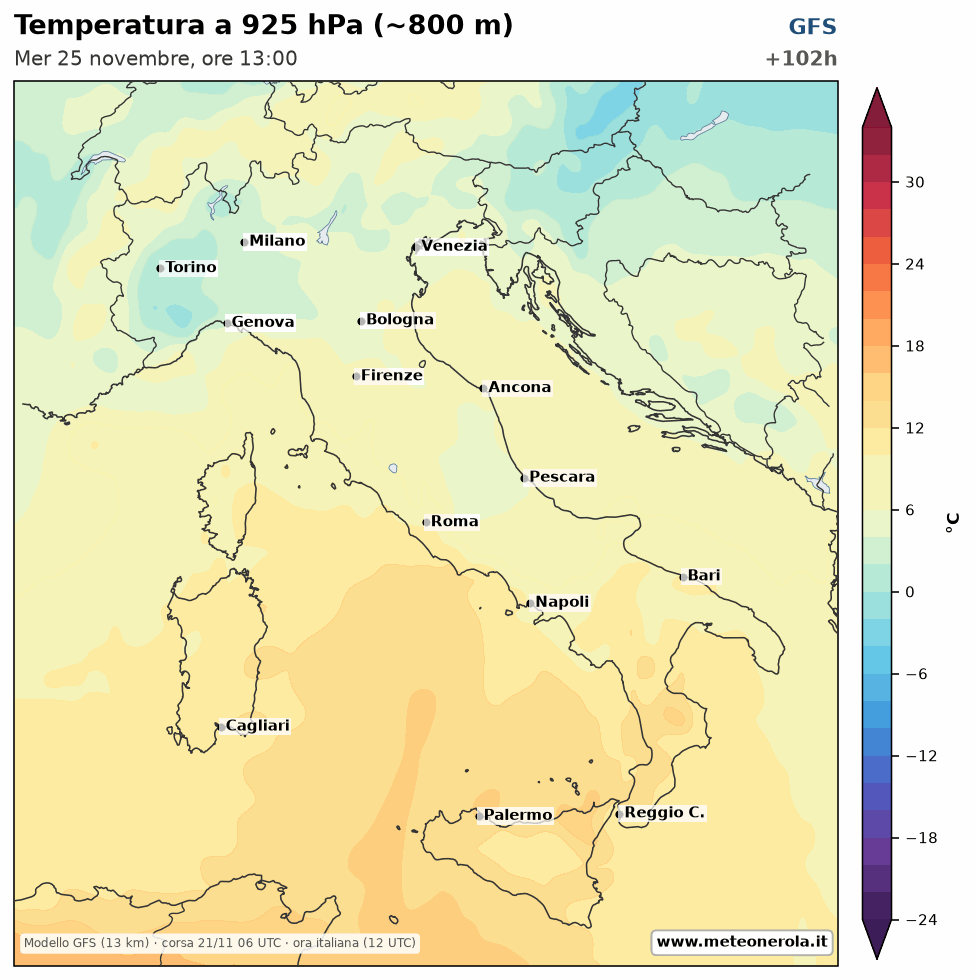 Temperatura a 925 hPa (~800 m)
GFS
Mer 25 novembre, ore 13:00
+102h
Milano
Venezia
Torino
Genova
Bologna
Firenze
Ancona
Pescara
Roma
Bari
Napoli
Cagliari
Palermo
Reggio C.
30
24
18
12
6
0
−6
−12
−18
−24
°C
Modello GFS (13 km) · corsa 21/11 06 UTC · ora italiana (12 UTC)
www.meteonerola.it